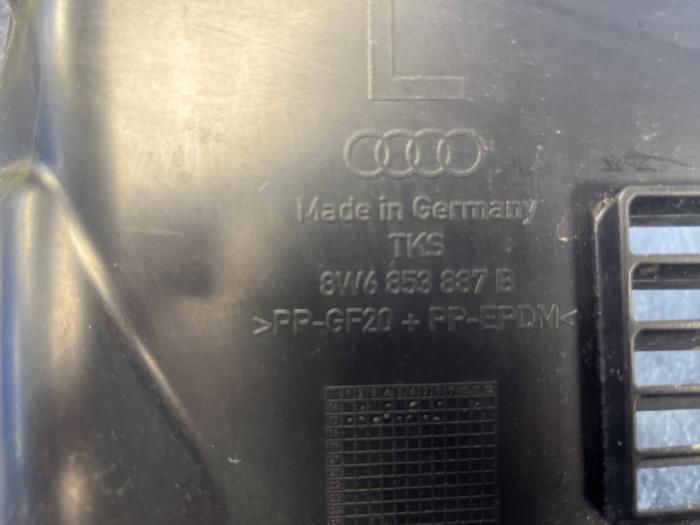 L
Made in Germany
TKS
8W6 853 887 B
>PP-GF20 + PP-EPDM<